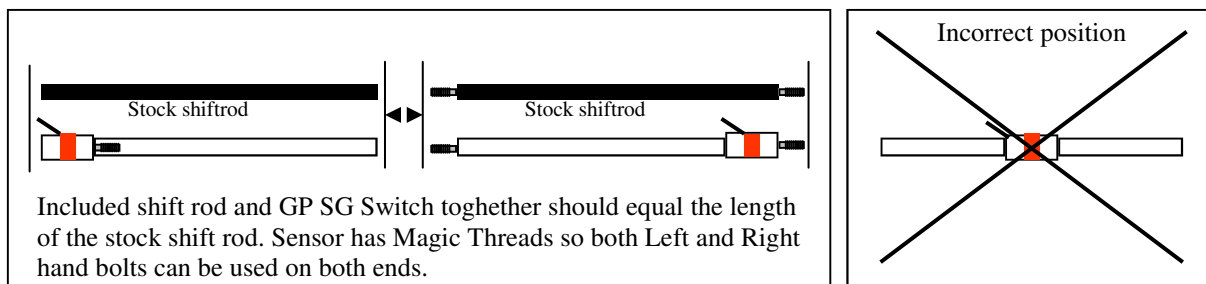 Stock shiftrod
Stock shiftrod
Included shift rod and GP SG Switch toghether should equal the length
of the stock shift rod. Sensor has Magic Threads so both Left and Right
hand bolts can be used on both ends.
Incorrect position